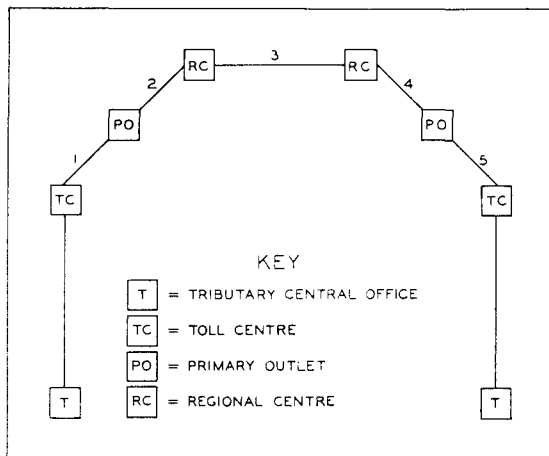 RC 3 RC
2 4
PO PO
1 5
TC TC
KEY
T = TRIBUTARY CENTRAL OFFICE
TC = TOLL CENTRE
PO = PRIMARY OUTLET
RC = REGIONAL CENTRE
T T